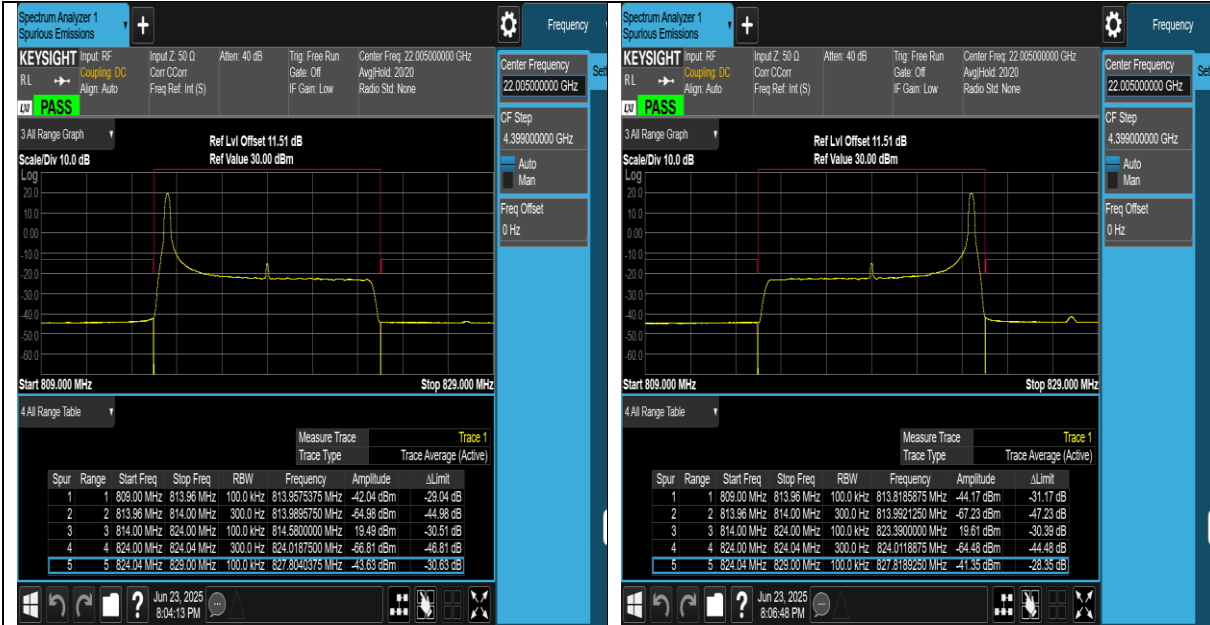 Spectrum Analyzer 1
Spurious Emissions
Frequency
KEYSIGHT Input: RF Input Z: 50 Ω Atten: 40 dB Trig: Free Run Center Freq: 22.005000000 GHz
RL Coupling: DC Corr CCorr Gate: Off Avg|Hold: 20/20
Align: Auto Freq Ref: Int (S) IF Gain: Low Radio Std: None
LXI PASS
Center Frequency
22.005000000 GHz
Sett
CF Step
4.399000000 GHz
Auto
Man
Freq Offset
0 Hz
3 All Range Graph
Ref Lvl Offset 11.51 dB
Scale/Div 10.0 dB Ref Value 30.00 dBm
Log
20.0
10.0
0.00
-10.0
-20.0
-30.0
-40.0
-50.0
-60.0
Start 809.000 MHz Stop 829.000 MHz
4 All Range Table
Measure Trace Trace 1
Trace Type Trace Average (Active)
Spur Range Start Freq Stop Freq RBW Frequency Amplitude ΔLimit
1 1 809.00 MHz 813.96 MHz 100.0 kHz 813.9575375 MHz -42.04 dBm -29.04 dB
2 2 813.96 MHz 814.00 MHz 300.0 Hz 813.9895750 MHz -64.98 dBm -44.98 dB
3 3 814.00 MHz 824.00 MHz 100.0 kHz 814.5800000 MHz 19.49 dBm -30.51 dB
4 4 824.00 MHz 824.04 MHz 300.0 Hz 824.0187500 MHz -66.81 dBm -46.81 dB
5 5 824.04 MHz 829.00 MHz 100.0 kHz 827.8040375 MHz -43.63 dBm -30.63 dB
Jun 23, 2025
8:04:13 PM
Spectrum Analyzer 1
Spurious Emissions
Frequency
KEYSIGHT Input: RF Input Z: 50 Ω Atten: 40 dB Trig: Free Run Center Freq: 22.005000000 GHz
RL Coupling: DC Corr CCorr Gate: Off Avg|Hold: 20/20
Align: Auto Freq Ref: Int (S) IF Gain: Low Radio Std: None
LXI PASS
Center Frequency
22.005000000 GHz
Sett
CF Step
4.399000000 GHz
Auto
Man
Freq Offset
0 Hz
3 All Range Graph
Ref Lvl Offset 11.51 dB
Scale/Div 10.0 dB Ref Value 30.00 dBm
Log
20.0
10.0
0.00
-10.0
-20.0
-30.0
-40.0
-50.0
-60.0
Start 809.000 MHz Stop 829.000 MHz
4 All Range Table
Measure Trace Trace 1
Trace Type Trace Average (Active)
Spur Range Start Freq Stop Freq RBW Frequency Amplitude ΔLimit
1 1 809.00 MHz 813.96 MHz 100.0 kHz 813.8185875 MHz -44.17 dBm -31.17 dB
2 2 813.96 MHz 814.00 MHz 300.0 Hz 813.9921250 MHz -67.23 dBm -47.23 dB
3 3 814.00 MHz 824.00 MHz 100.0 kHz 823.3900000 MHz 19.61 dBm -30.39 dB
4 4 824.00 MHz 824.04 MHz 300.0 Hz 824.0118875 MHz -64.48 dBm -44.48 dB
5 5 824.04 MHz 829.00 MHz 100.0 kHz 827.8189250 MHz -41.35 dBm -28.35 dB
Jun 23, 2025
8:06:48 PM